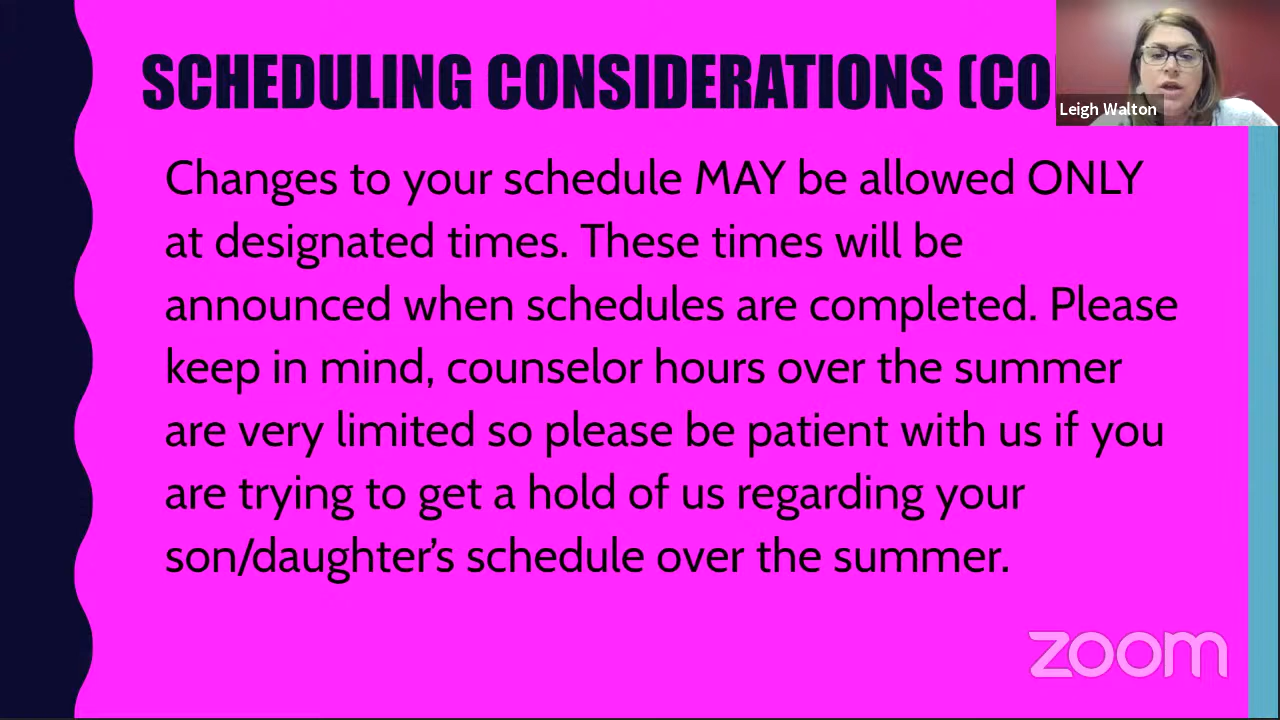 SCHEDULING CONSIDERATIONS (CO
Leigh Walton
Changes to your schedule MAY be allowed ONLY
at designated times. These times will be
announced when schedules are completed. Please
keep in mind, counselor hours over the summer
are very limited so please be patient with us if you
are trying to get a hold of us regarding your
son/daughter’s schedule over the summer.
zoom